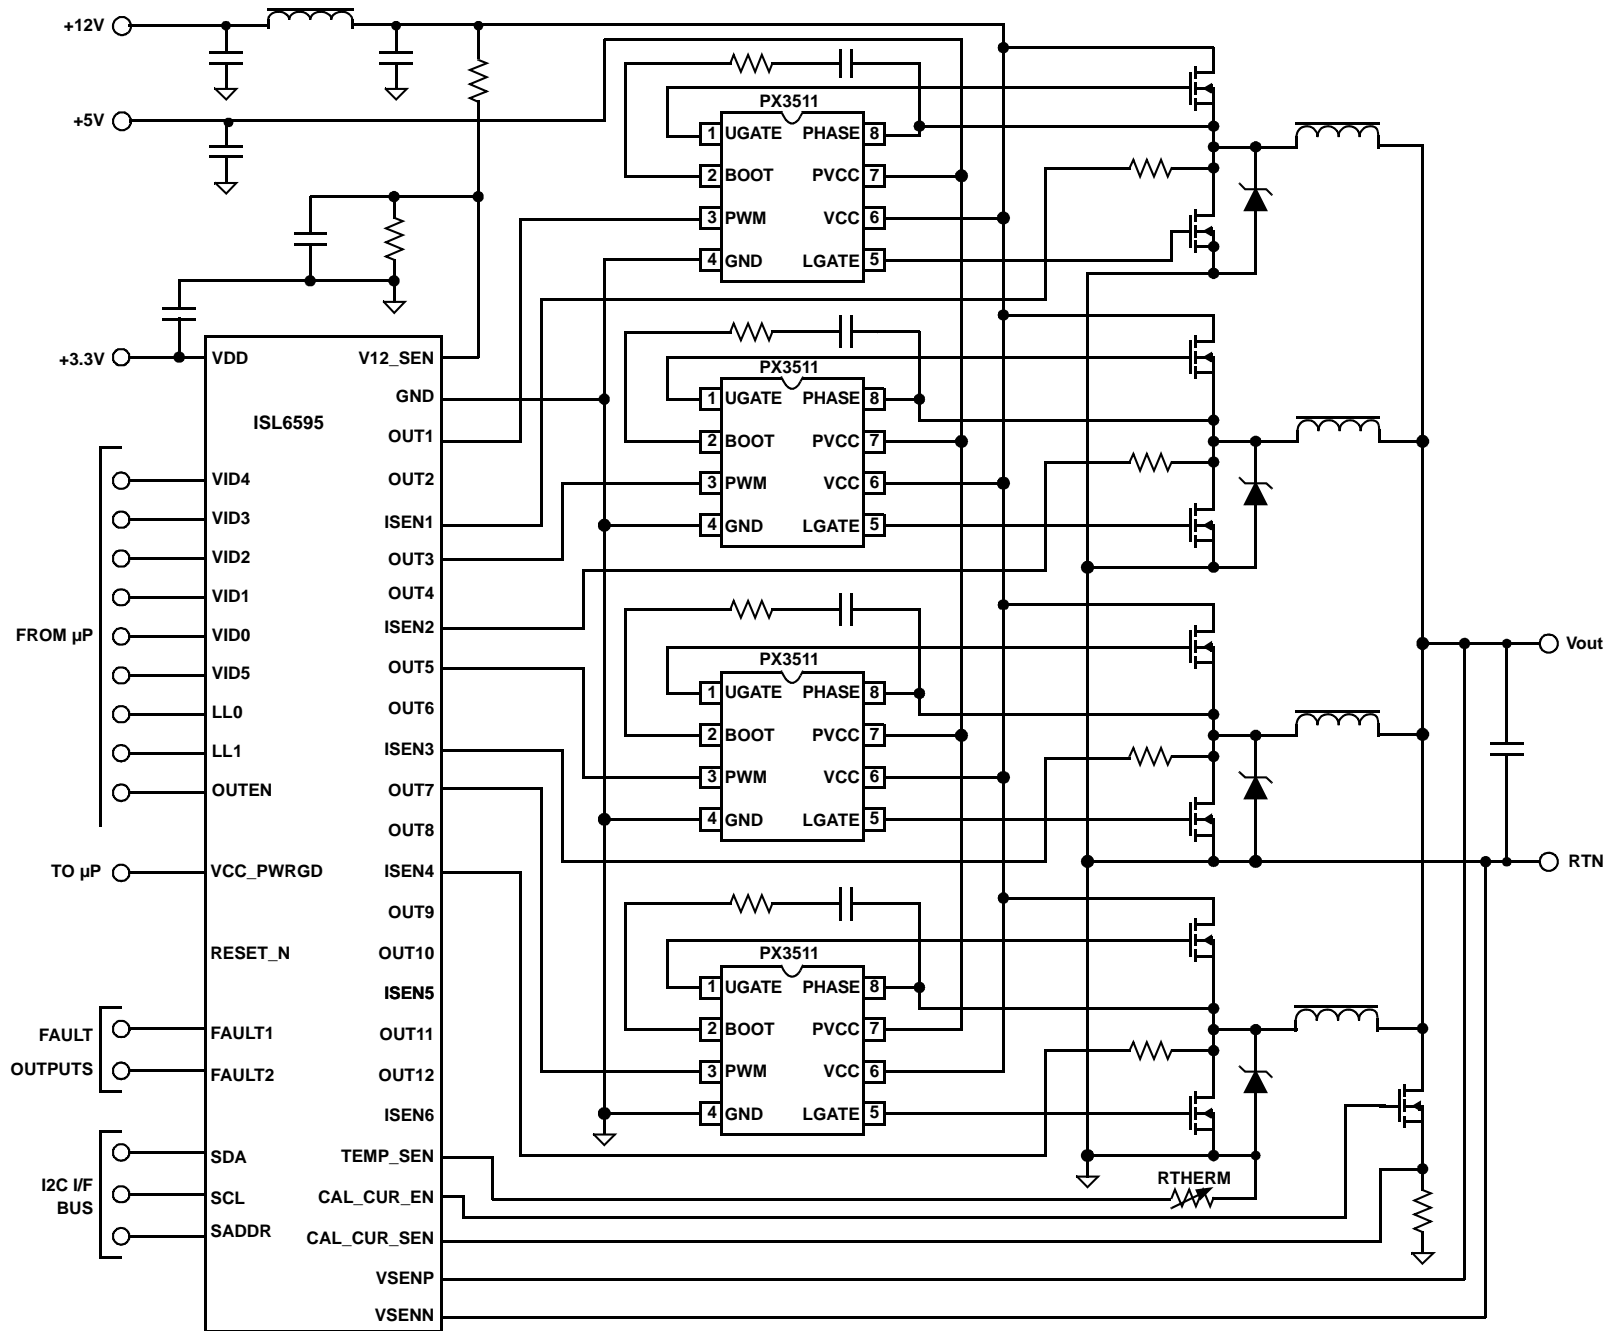 +12V
+5V
+3.3V
FROM µP
TO µP
FAULT
OUTPUTS
I2C I/F
BUS
ISL6595
VDD
VID4
VID3
VID2
VID1
VID0
VID5
LL0
LL1
OUTEN
VCC_PWRGD
RESET_N
FAULT1
FAULT2
SDA
SCL
SADDR
V12_SEN
GND
OUT1
OUT2
ISEN1
OUT3
OUT4
ISEN2
OUT5
OUT6
ISEN3
OUT7
OUT8
ISEN4
OUT9
OUT10
ISEN5
OUT11
OUT12
ISEN6
TEMP_SEN
CAL_CUR_EN
CAL_CUR_SEN
VSENP
VSENN
PX3511
1 UGATE PHASE 8
2 BOOT PVCC 7
3 PWM VCC 6
4 GND LGATE 5
PX3511
1 UGATE PHASE 8
2 BOOT PVCC 7
3 PWM VCC 6
4 GND LGATE 5
PX3511
1 UGATE PHASE 8
2 BOOT PVCC 7
3 PWM VCC 6
4 GND LGATE 5
PX3511
1 UGATE PHASE 8
2 BOOT PVCC 7
3 PWM VCC 6
4 GND LGATE 5
RTHERM
Vout
RTN